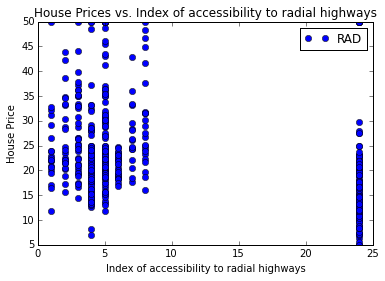 House Prices vs. Index of accessibility to radial highways
50
45
40
35
30
25
20
15
10
5
House Price
RAD
0 5 10 15 20 25
Index of accessibility to radial highways